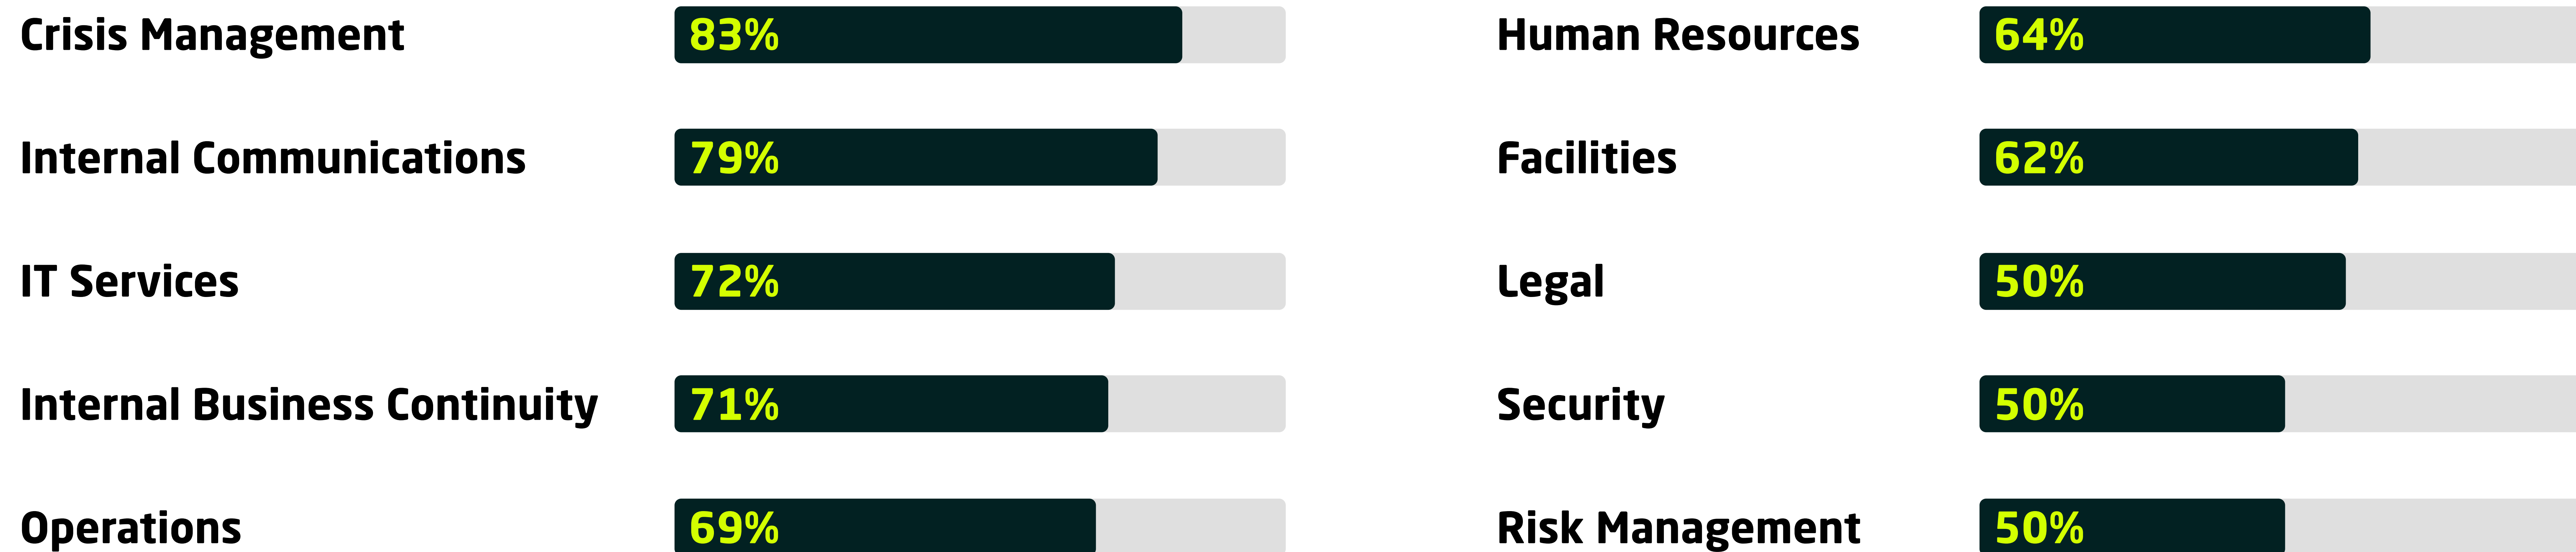 Crisis Management 83%
Internal Communications 79%
IT Services 72%
Internal Business Continuity 71%
Operations 69%
Human Resources 64%
Facilities 62%
Legal 50%
Security 50%
Risk Management 50%